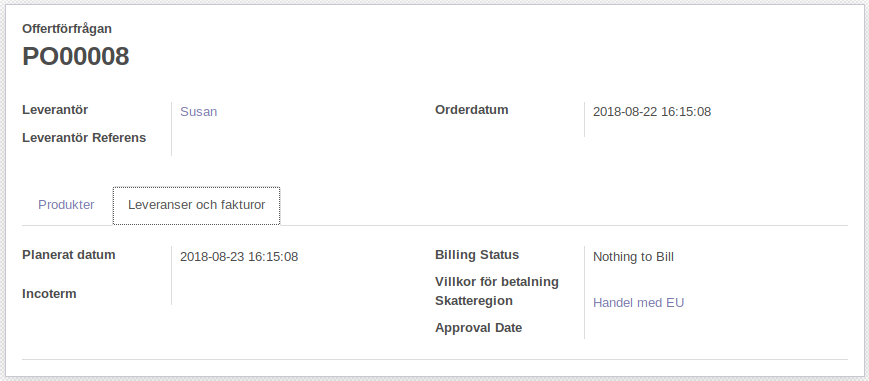 Offertförfrågan
PO00008
Leverantör Susan
Leverantör Referens
Orderdatum 2018-08-22 16:15:08
Produkter Leveranser och fakturor
Planerat datum 2018-08-23 16:15:08
Incoterm
Billing Status Nothing to Bill
Villkor för betalning
Skatteregion Handel med EU
Approval Date